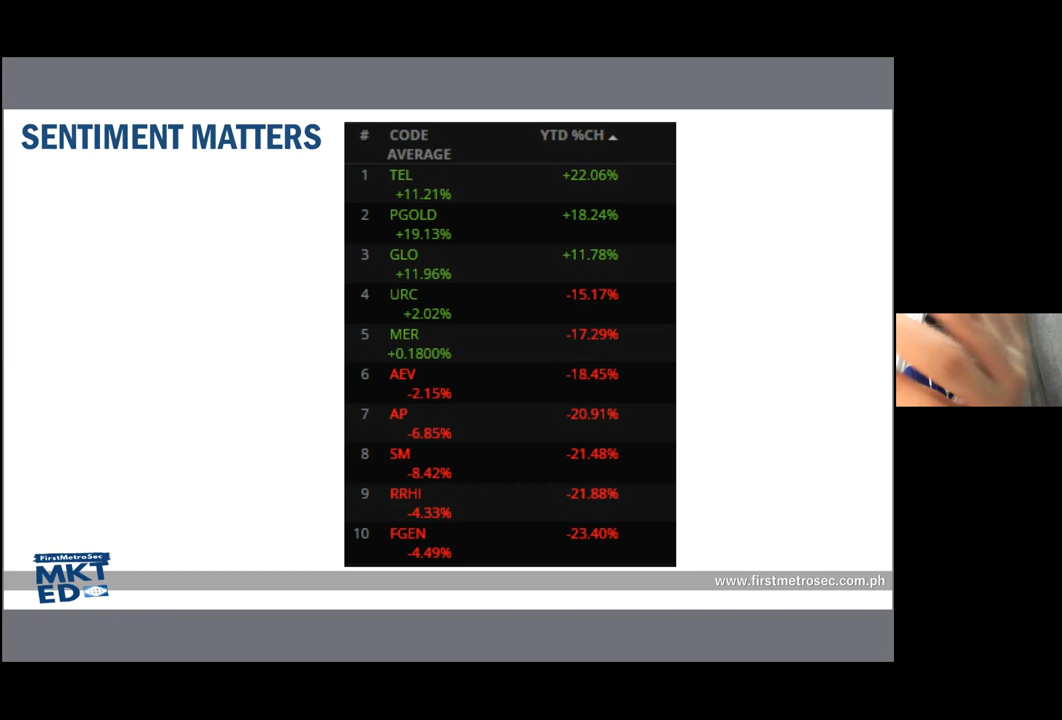 SENTIMENT MATTERS
# CODE YTD %CH ▲
AVERAGE
1 TEL +22.06%
+11.21%
2 PGOLD +18.24%
+19.13%
3 GLO +11.78%
+11.96%
4 URC -15.17%
+2.02%
5 MER -17.29%
+0.1800%
6 AEV -18.45%
-2.15%
7 AP -20.91%
-6.85%
8 SM -21.48%
-8.42%
9 RRHI -21.88%
-4.33%
10 FGEN -23.40%
-4.49%
FirstMetroSec
MKT
ED
www.firstmetrosec.com.ph